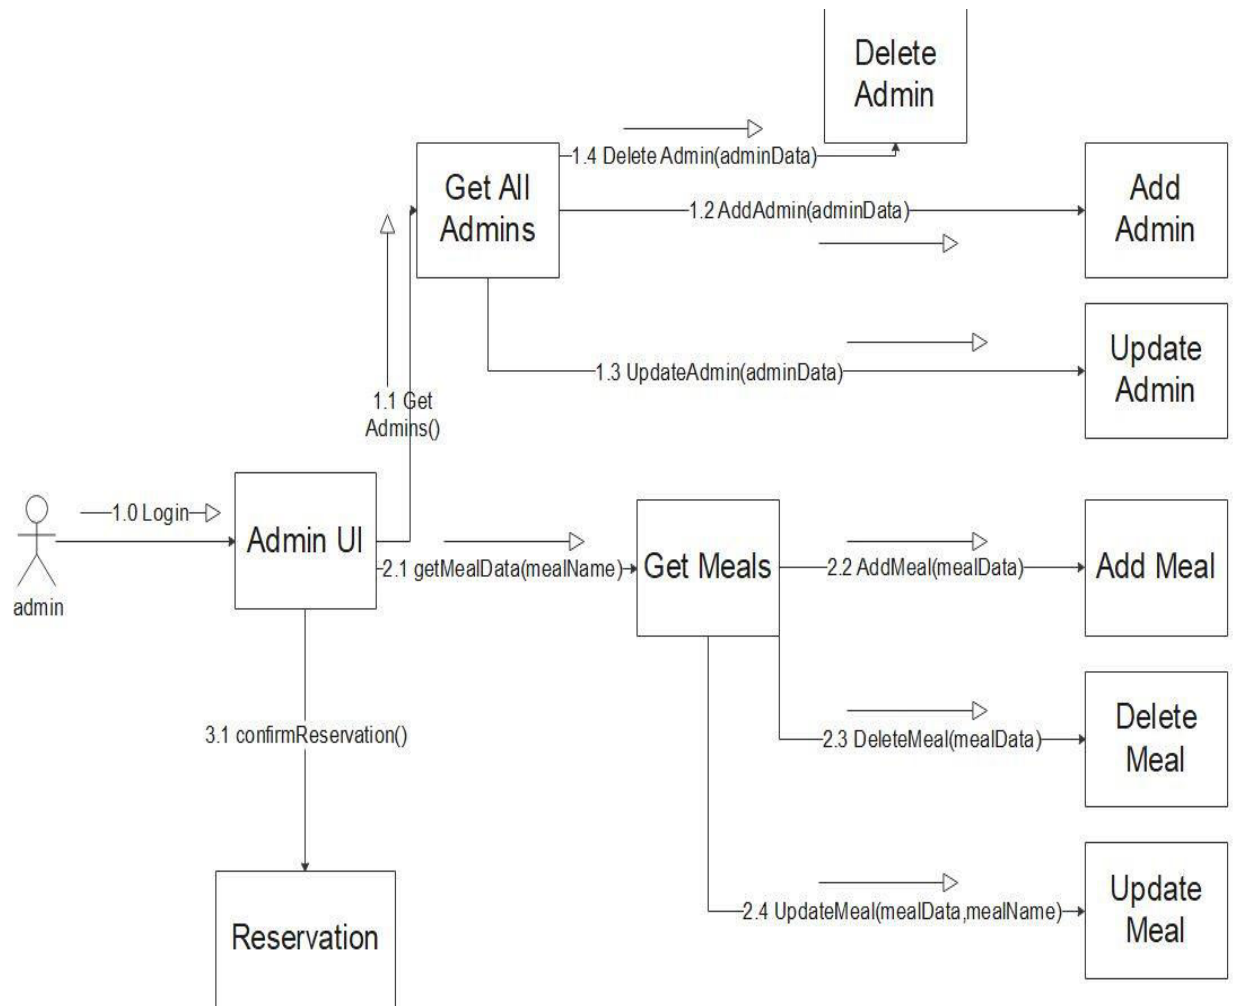 Delete
Admin
1.4 Delete Admin(adminData)
Get All
Admins
1.2 AddAdmin(adminData)
Add
Admin
1.3 UpdateAdmin(adminData)
Update
Admin
1.1 Get
Admins()
1.0 Login
admin
Admin UI
2.1 getMealData(mealName)
Get Meals
2.2 AddMeal(mealData)
Add Meal
2.3 DeleteMeal(mealData)
Delete
Meal
3.1 confirmReservation()
2.4 UpdateMeal(mealData,mealName)
Update
Meal
Reservation